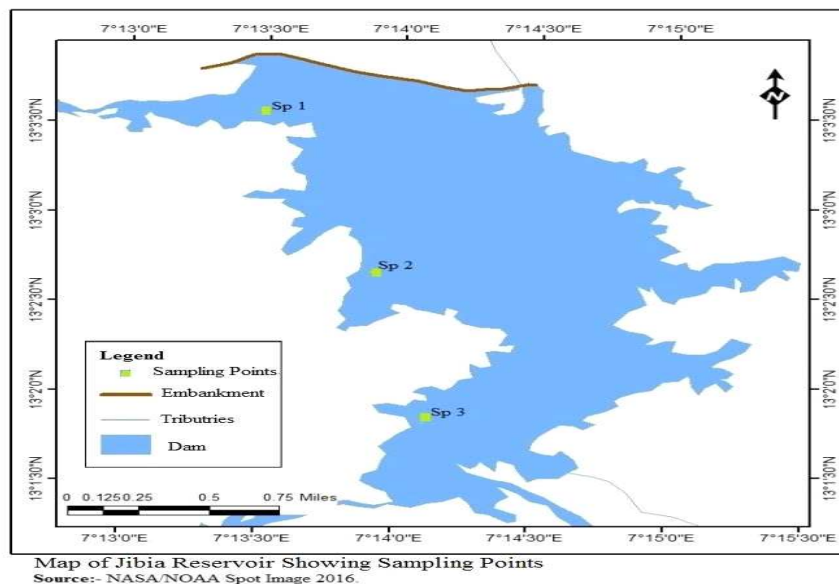 7°13'0"E 7°13'30"E 7°14'0"E 7°14'30"E 7°15'0"E
N
13°3'30"N
13°3'30"N
Sp 1
13°3'0"N
13°3'0"N
Sp 2
13°2'30"N
13°2'30"N
Legend
Sampling Points
Embankment
Tributries
Dam
13°2'0"N
13°2'0"N
Sp 3
13°1'30"N
13°1'30"N
0 0.125 0.25 0.5 0.75 Miles
7°13'0"E 7°13'30"E 7°14'0"E 7°14'30"E 7°15'0"E 7°15'30"E
Map of Jibia Reservoir Showing Sampling Points
Source:- NASA/NOAA Spot Image 2016.